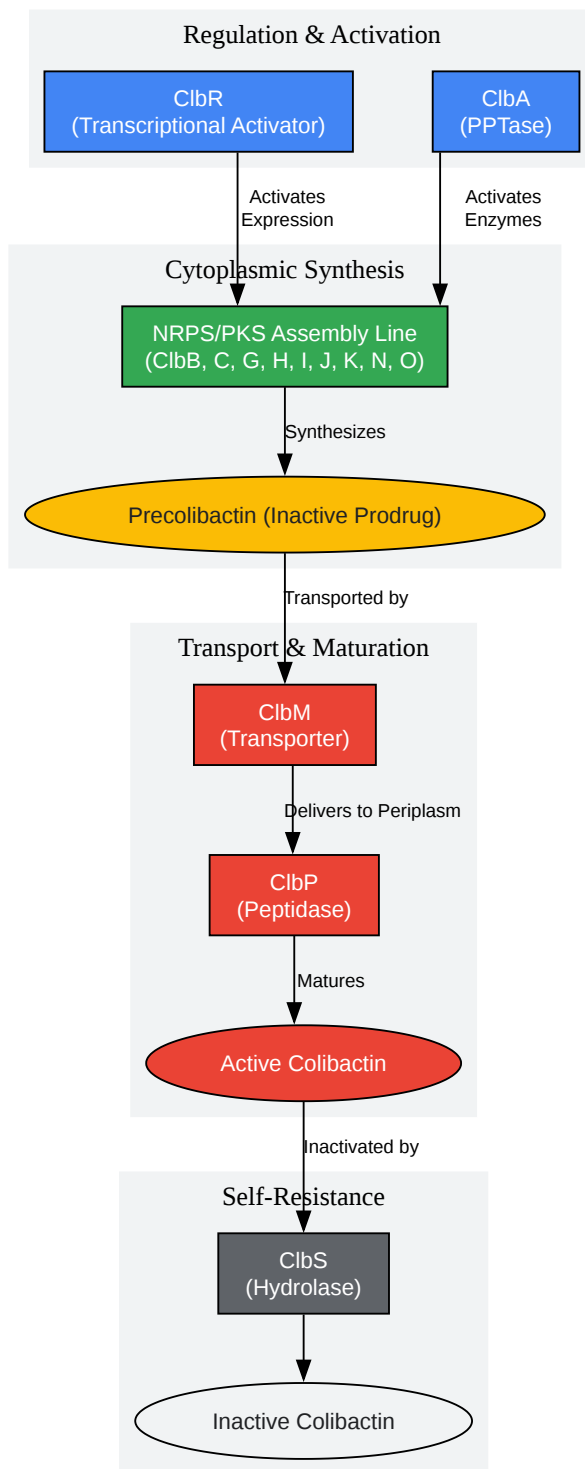 Regulation & Activation
ClbR
(Transcriptional Activator)
ClbA
(PPTase)
Activates
Expression
Activates
Enzymes
Cytoplasmic Synthesis
NRPS/PKS Assembly Line
(ClbB, C, G, H, I, J, K, N, O)
Synthesizes
Precolibactin (Inactive Prodrug)
Transported by
Transport & Maturation
ClbM
(Transporter)
Delivers to Periplasm
ClbP
(Peptidase)
Matures
Active Colibactin
Inactivated by
Self-Resistance
ClbS
(Hydrolase)
Inactive Colibactin